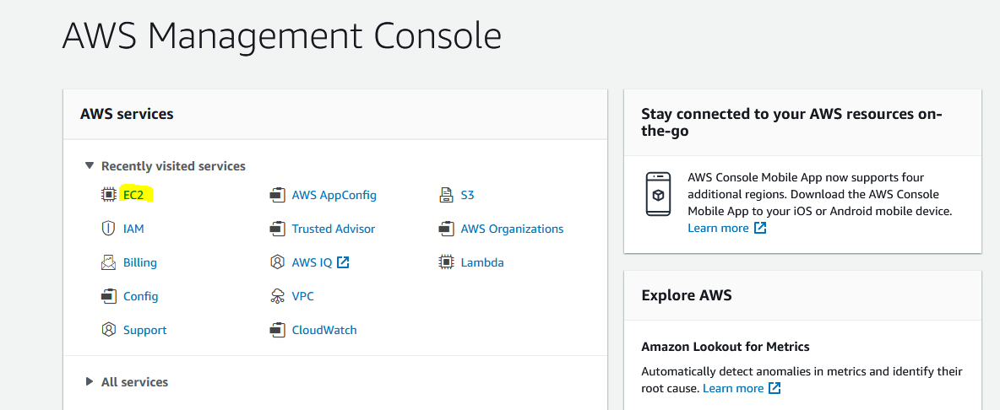 AWS Management Console
AWS services
Recently visited services
EC2
AWS AppConfig
S3
IAM
Trusted Advisor
AWS Organizations
Billing
AWS IQ
Lambda
Config
VPC
Support
CloudWatch
All services
Stay connected to your AWS resources on-
the-go
AWS Console Mobile App now supports four
additional regions. Download the AWS Console
Mobile App to your iOS or Android mobile device.
Learn more
Explore AWS
Amazon Lookout for Metrics
Automatically detect anomalies in metrics and identify their
root cause. Learn more